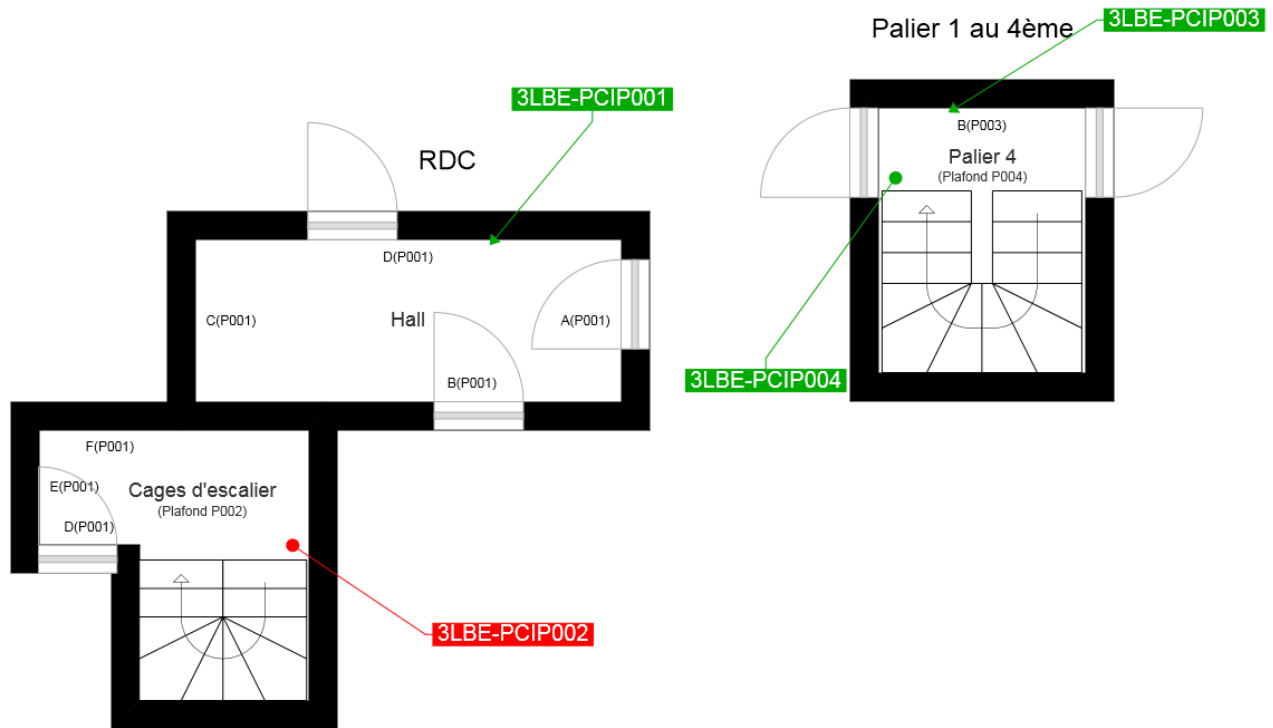 Palier 1 au 4ème
3LBE-PCIP003
3LBE-PCIP001
B(P003)
RDC
Palier 4
(Plafond P004)
D(P001)
C(P001)
Hall
A(P001)
B(P001)
3LBE-PCIP004
F(P001)
E(P001)
Cages d'escalier
(Plafond P002)
D(P001)
3LBE-PCIP002